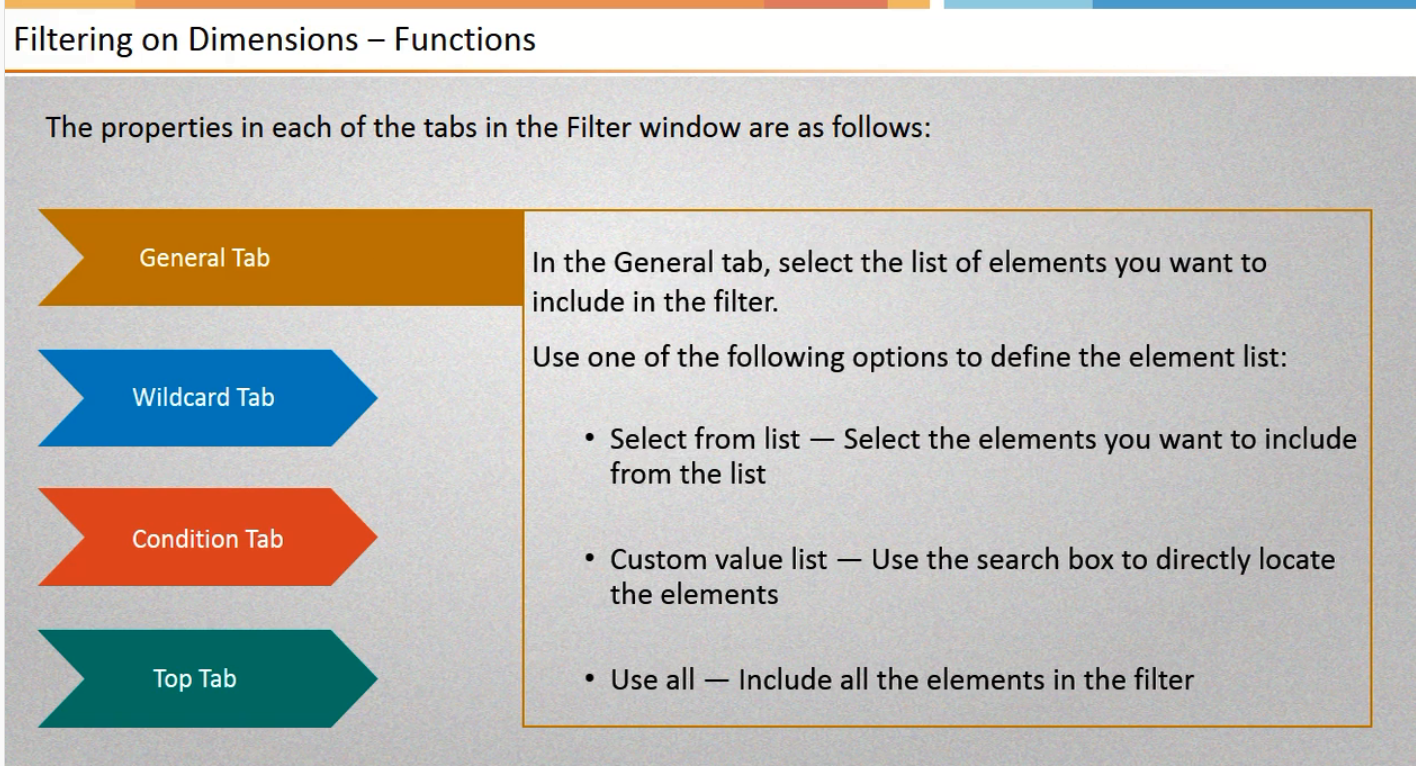 Filtering on Dimensions – Functions
The properties in each of the tabs in the Filter window are as follows:
General Tab
In the General tab, select the list of elements you want to
include in the filter.
Use one of the following options to define the element list:
• Select from list — Select the elements you want to include
from the list
• Custom value list — Use the search box to directly locate
the elements
• Use all — Include all the elements in the filter
Wildcard Tab
Condition Tab
Top Tab